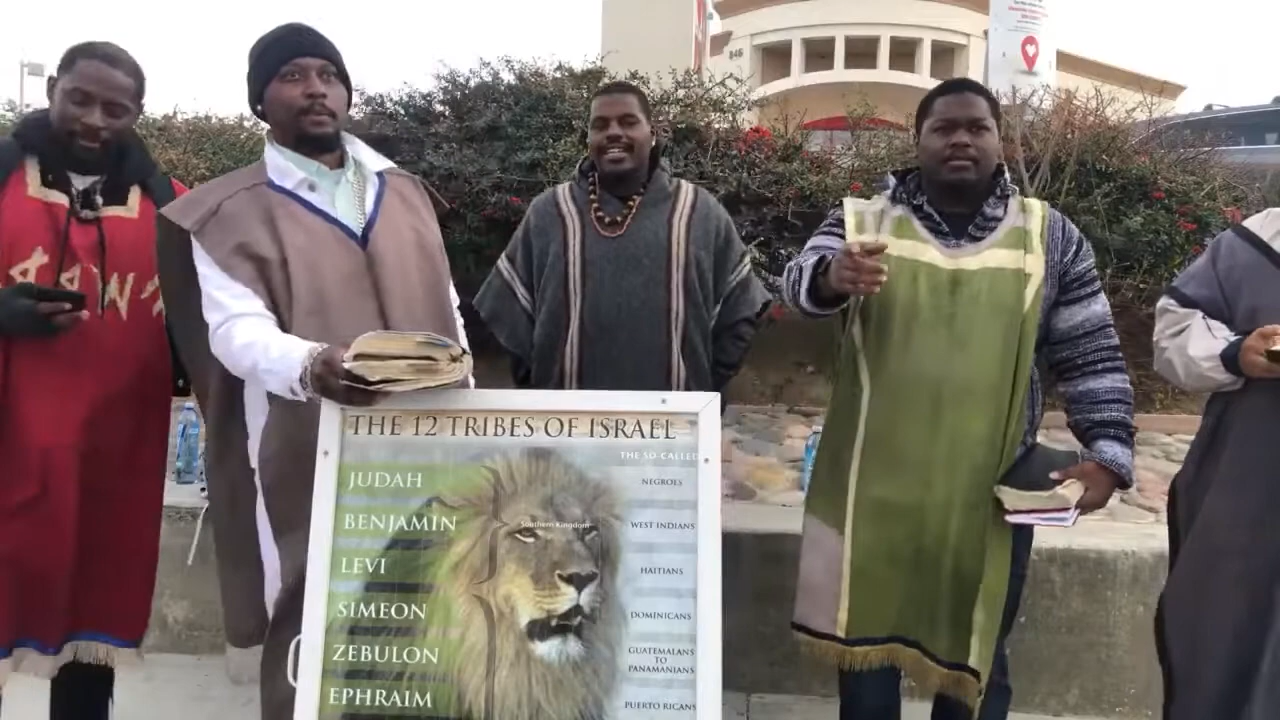 846
THE 12 TRIBES OF ISRAEL
THE SO-CALLED
JUDAH
NEGROES
BENJAMIN
Southern Kingdom
WEST INDIANS
LEVI
HAITIANS
SIMEON
DOMINICANS
ZEBULON
GUATEMALANS
TO
PANAMANIANS
EPHRAIM
PUERTO RICANS